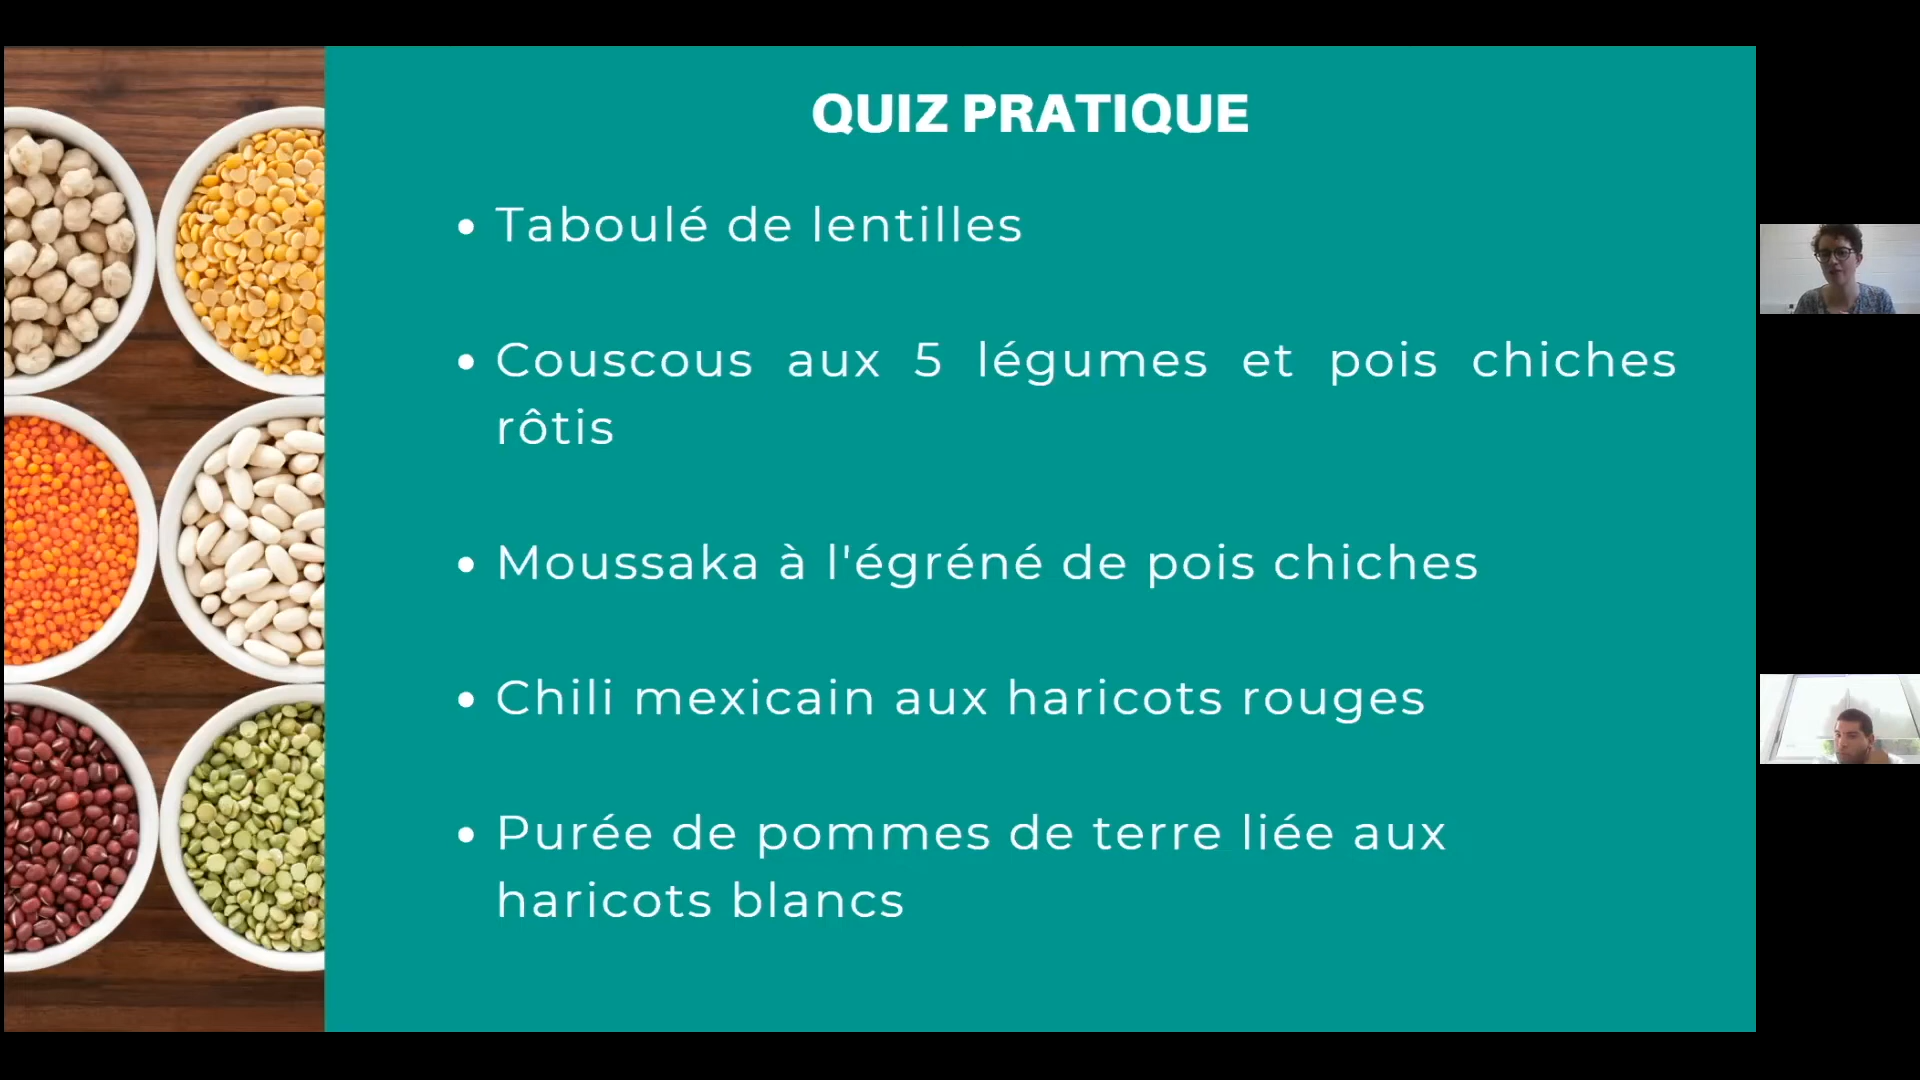 QUIZ PRATIQUE
• Taboulé de lentilles
• Couscous aux 5 légumes et pois chiches
rôtis
• Moussaka à l'égréné de pois chiches
• Chili mexicain aux haricots rouges
• Purée de pommes de terre liée aux
haricots blancs